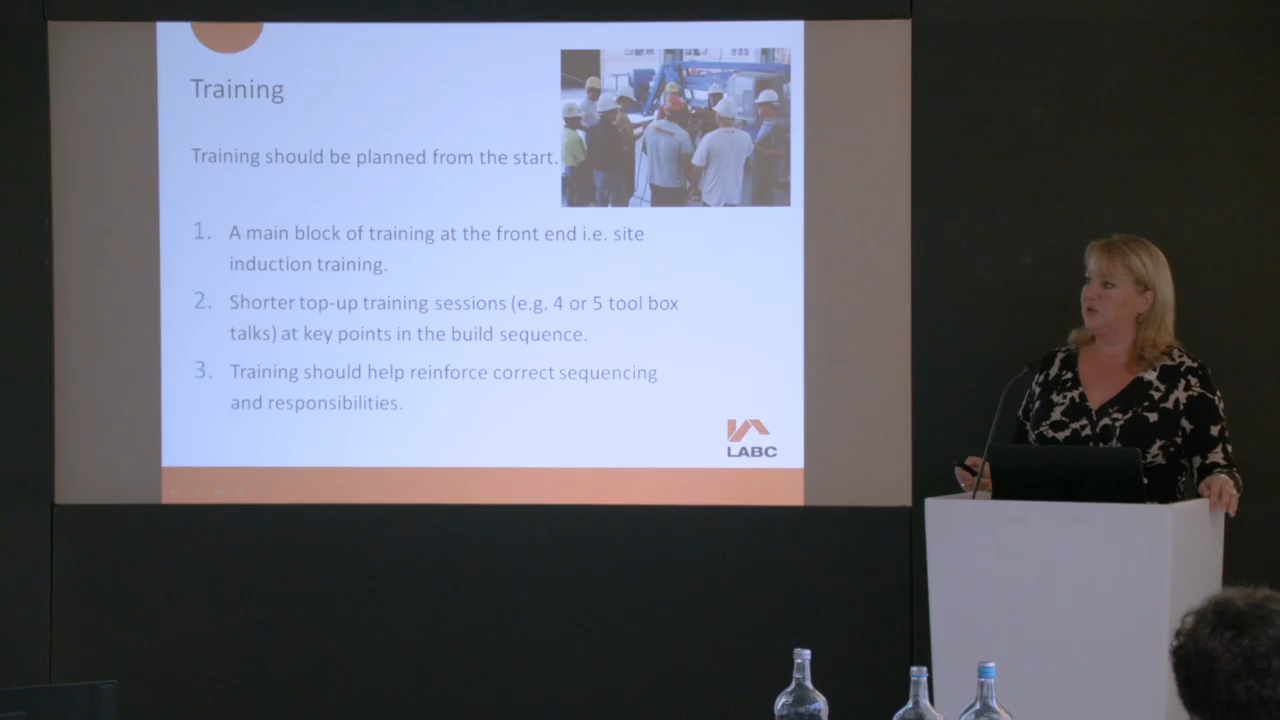 Training
Training should be planned from the start.
1. A main block of training at the front end i.e. site
induction training.
2. Shorter top-up training sessions (e.g. 4 or 5 tool box
talks) at key points in the build sequence.
3. Training should help reinforce correct sequencing
and responsibilities.
LABC